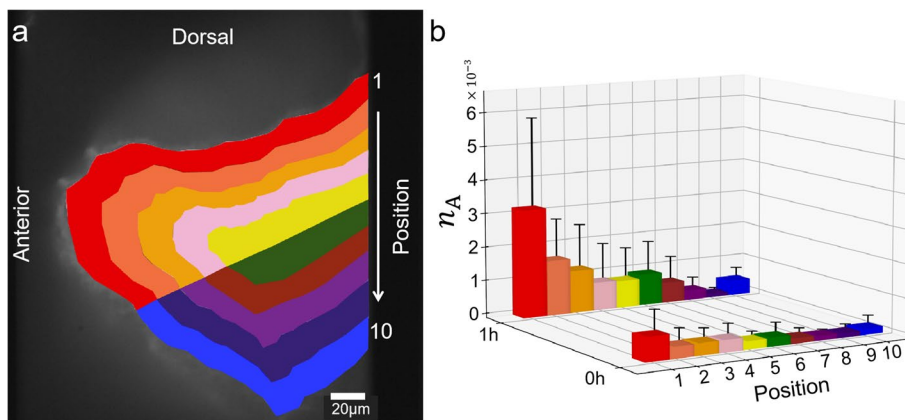 a
Dorsal
Anterior
1
Position
10
20μm
b
× 10⁻³
6
5
4
3
2
1
0
nA
1h
0h
1 2 3 4 5 6 7 8 9 10
Position